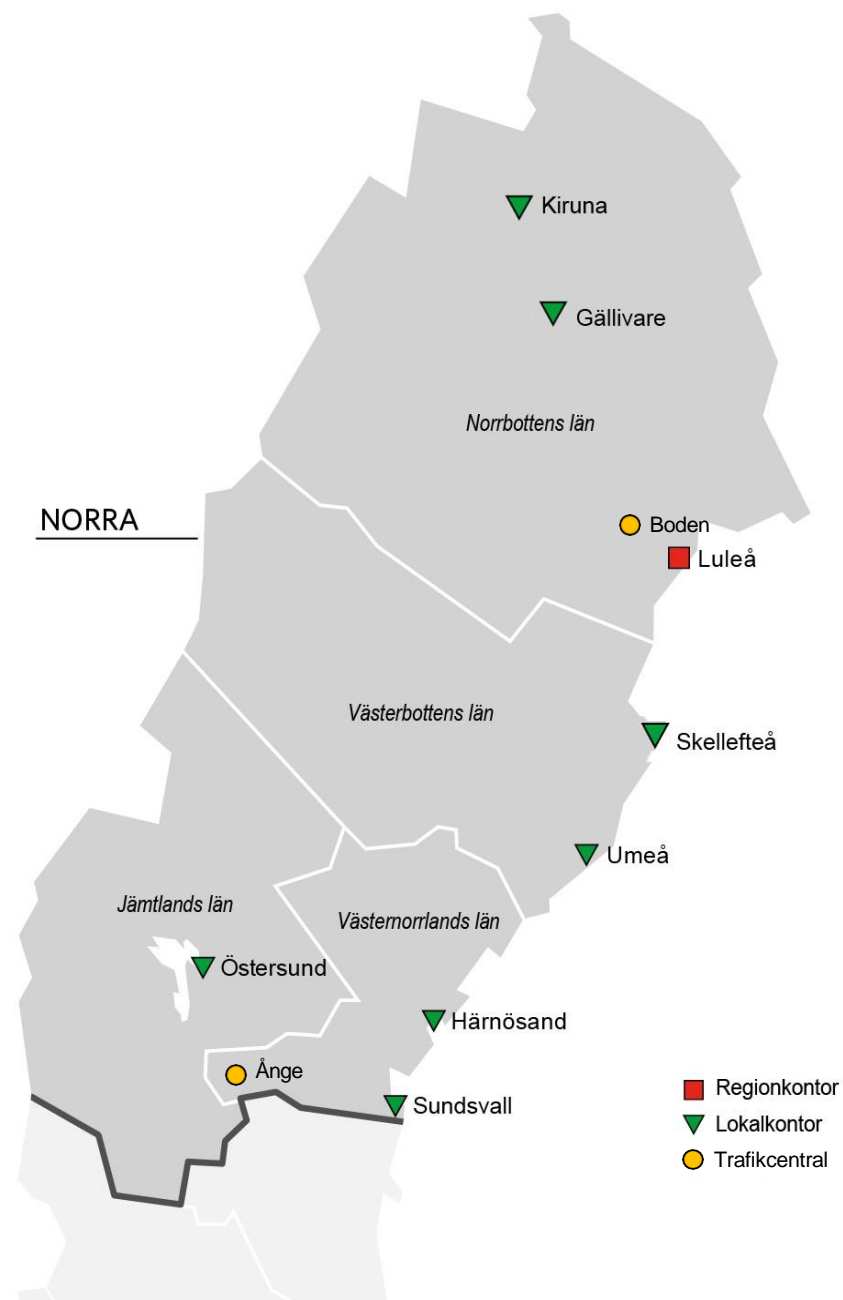 Kiruna
Gällivare
Norrbottens län
NORRA
Boden
Luleå
Västerbottens län
Skellefteå
Umeå
Jämtlands län
Västernorrlands län
Östersund
Härnösand
Ånge
Sundsvall
Regionkontor
Lokalkontor
Trafikcentral